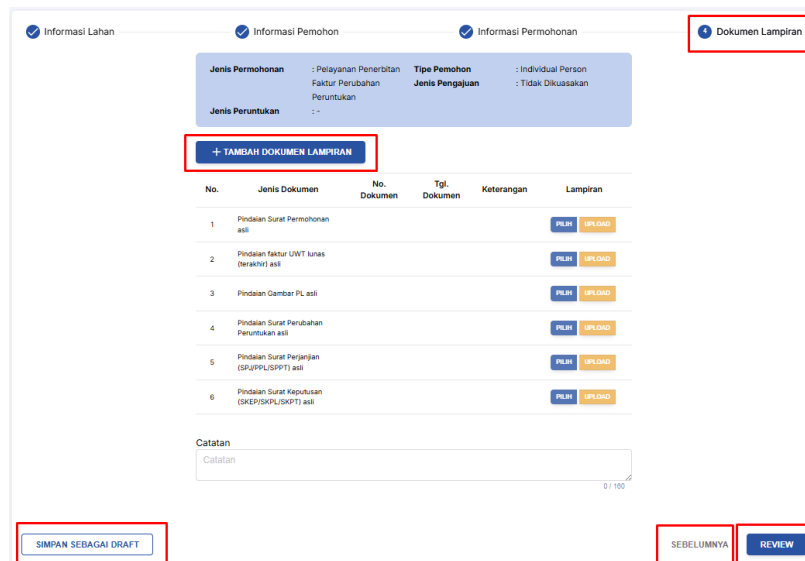 Informasi Lahan
Informasi Pemohon
Informasi Permohonan
4 Dokumen Lampiran
Jenis Permohonan : Pelayanan Penerbitan Faktur Perubahan Peruntukan
Tipe Pemohon : Individual Person
Jenis Pengajuan : Tidak Dikuasakan
Jenis Peruntukan : -
+ TAMBAH DOKUMEN LAMPIRAN
No. Jenis Dokumen No. Dokumen Tgl. Dokumen Keterangan Lampiran
1 Pindaian Surat Permohonan asli PILIH UPLOAD
2 Pindaian faktur UWT lunas (terakhir) asli PILIH UPLOAD
3 Pindaian Gambar PL asli PILIH UPLOAD
4 Pindaian Surat Perubahan Peruntukan asli PILIH UPLOAD
5 Pindaian Surat Perjanjian (SPJ/PPL/SPPT) asli PILIH UPLOAD
6 Pindaian Surat Keputusan (SKEP/SKPL/SKPT) asli PILIH UPLOAD
Catatan
Catatan
0 / 160
SIMPAN SEBAGAI DRAFT
SEBELUMNYA
REVIEW